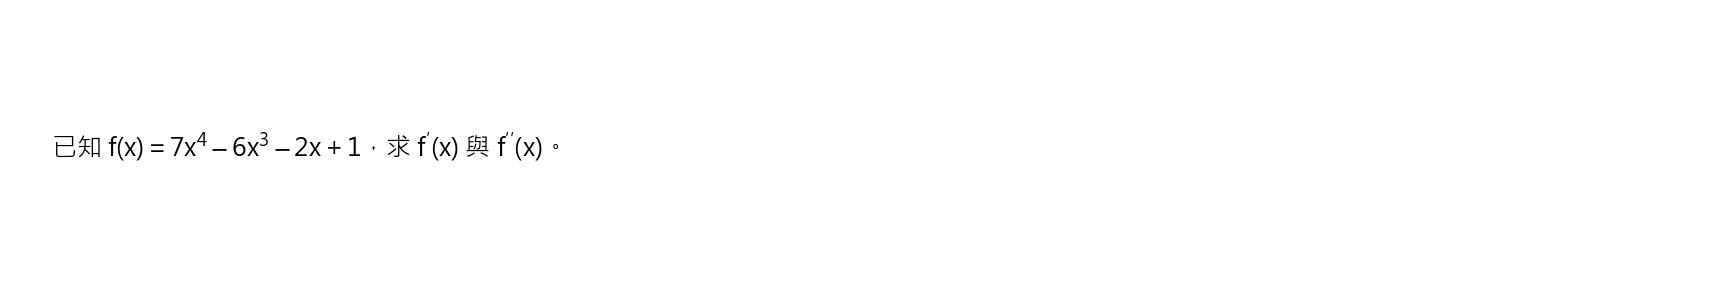 已知 f(x) = 7x⁴ – 6x³ – 2x + 1，求 f′(x) 與 f′′(x)。